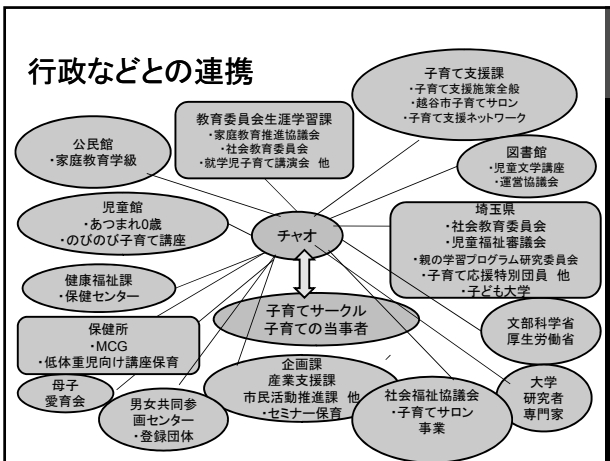 行政などとの連携
子育て支援課
・子育て支援施策全般
・越谷市子育てサロン
・子育て支援ネットワーク
教育委員会生涯学習課
・家庭教育推進協議会
・社会教育委員会
・就学児子育て講演会 他
公民館
・家庭教育学級
図書館
・児童文学講座
・運営協議会
児童館
・あつまれ0歳
・のびのび子育て講座
チャオ
埼玉県
・社会教育委員会
・児童福祉審議会
・親の学習プログラム研究委員会
・子育て応援特別団員 他
・子ども大学
健康福祉課
・保健センター
子育てサークル
子育ての当事者
文部科学省
厚生労働省
保健所
・MCG
・低体重児向け講座保育
企画課
産業支援課
市民活動推進課 他
・セミナー保育
母子
愛育会
男女共同参
画センター
・登録団体
社会福祉協議会
・子育てサロン
事業
大学
研究者
専門家